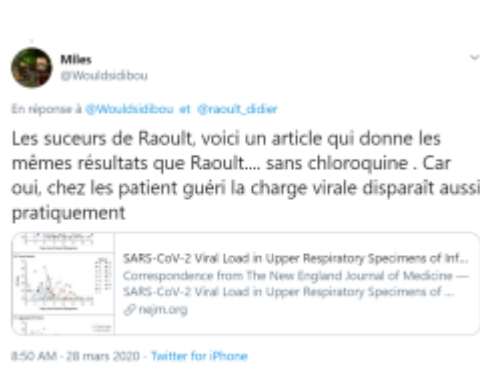 Miles
@Wouldsidibou
En réponse à @Wouldsidibou et @raoult_didier
Les suceurs de Raoult, voici un article qui donne les
mêmes résultats que Raoult.... sans chloroquine . Car
oui, chez les patient guéri la charge virale disparaît aussi
pratiquement
SARS-CoV-2 Viral Load in Upper Respiratory Specimens of Inf...
Correspondence from The New England Journal of Medicine —
SARS-CoV-2 Viral Load in Upper Respiratory Specimens of ...
nejm.org
8:50 AM · 28 mars 2020 · Twitter for iPhone